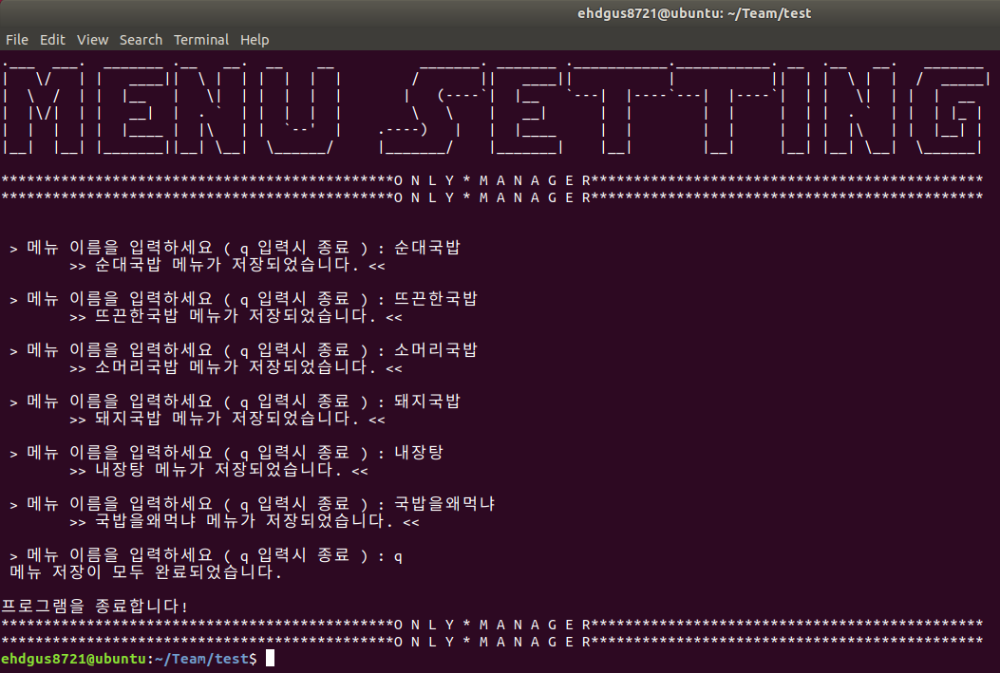 ehdgus8721@ubuntu: ~/Team/test
File Edit View Search Terminal Help
MENU SETTING
**********************************************O N L Y * M A N A G E R**********************************************
**********************************************O N L Y * M A N A G E R**********************************************
> 메뉴 이름을 입력하세요 ( q 입력시 종료 ) : 순대국밥
>> 순대국밥 메뉴가 저장되었습니다. <<
> 메뉴 이름을 입력하세요 ( q 입력시 종료 ) : 뜨끈한국밥
>> 뜨끈한국밥 메뉴가 저장되었습니다. <<
> 메뉴 이름을 입력하세요 ( q 입력시 종료 ) : 소머리국밥
>> 소머리국밥 메뉴가 저장되었습니다. <<
> 메뉴 이름을 입력하세요 ( q 입력시 종료 ) : 돼지국밥
>> 돼지국밥 메뉴가 저장되었습니다. <<
> 메뉴 이름을 입력하세요 ( q 입력시 종료 ) : 내장탕
>> 내장탕 메뉴가 저장되었습니다. <<
> 메뉴 이름을 입력하세요 ( q 입력시 종료 ) : 국밥을왜먹냐
>> 국밥을왜먹냐 메뉴가 저장되었습니다. <<
> 메뉴 이름을 입력하세요 ( q 입력시 종료 ) : q
메뉴 저장이 모두 완료되었습니다.
프로그램을 종료합니다!
**********************************************O N L Y * M A N A G E R**********************************************
**********************************************O N L Y * M A N A G E R**********************************************
ehdgus8721@ubuntu:~/Team/test$